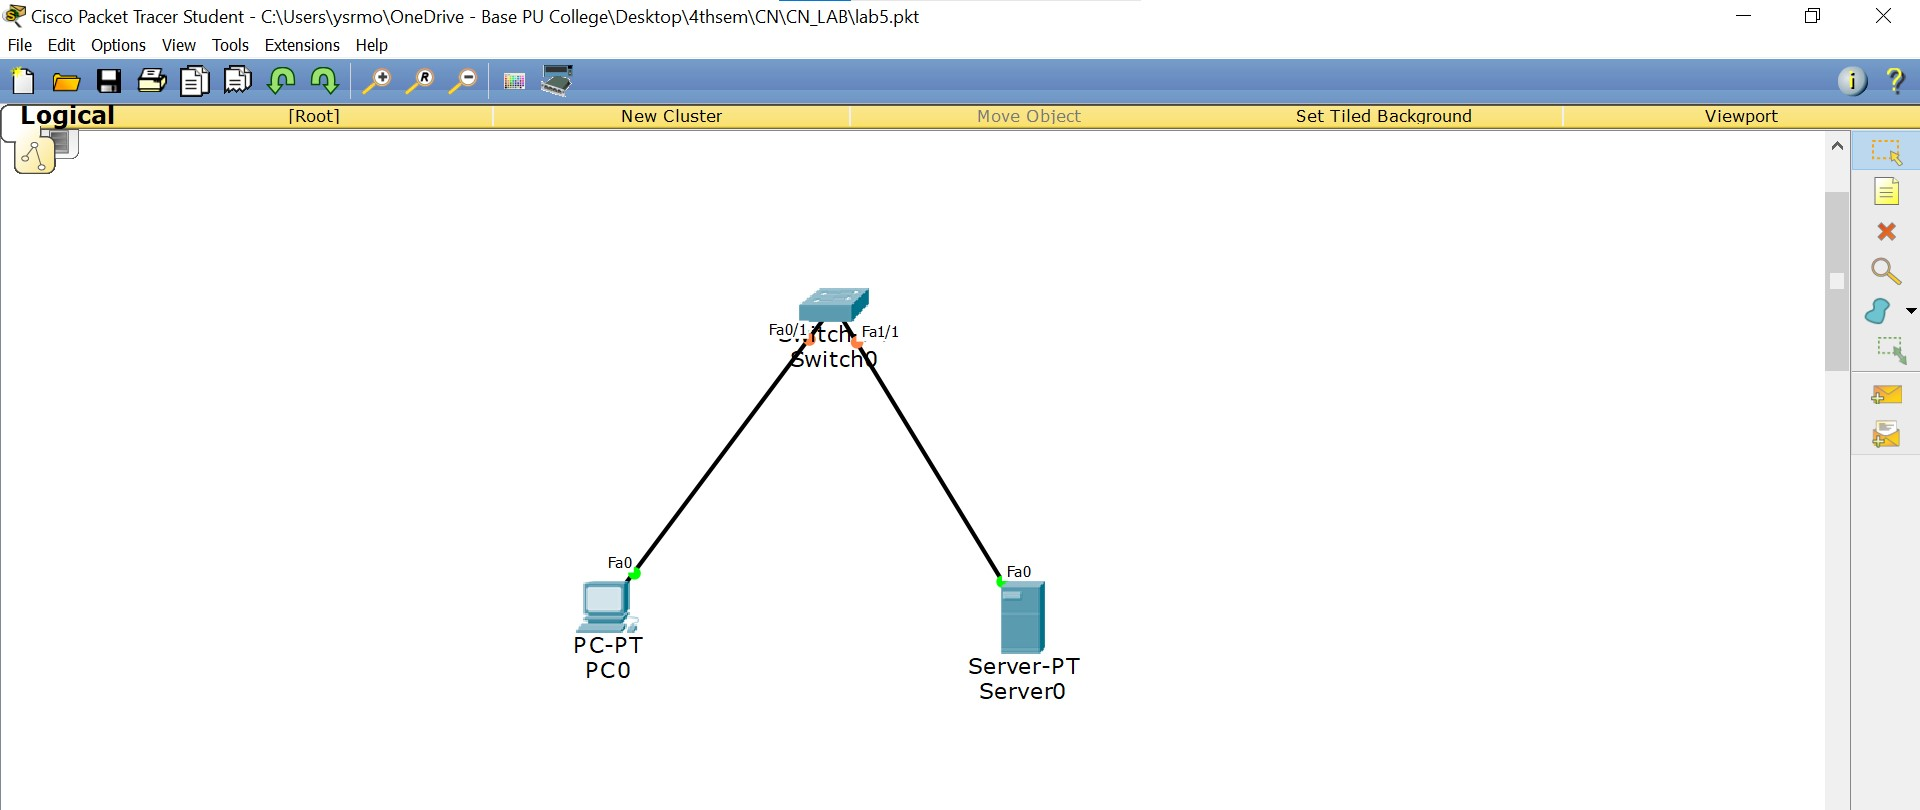 Cisco Packet Tracer Student - C:\Users\ysrmo\OneDrive - Base PU College\Desktop\4thsem\CN\CN_LAB\lab5.pkt
File Edit Options View Tools Extensions Help
Logical [Root] New Cluster Move Object Set Tiled Background Viewport
Fa0/1 Fa1/1
Switch0
Fa0 Fa0
PC-PT
PC0
Server-PT
Server0